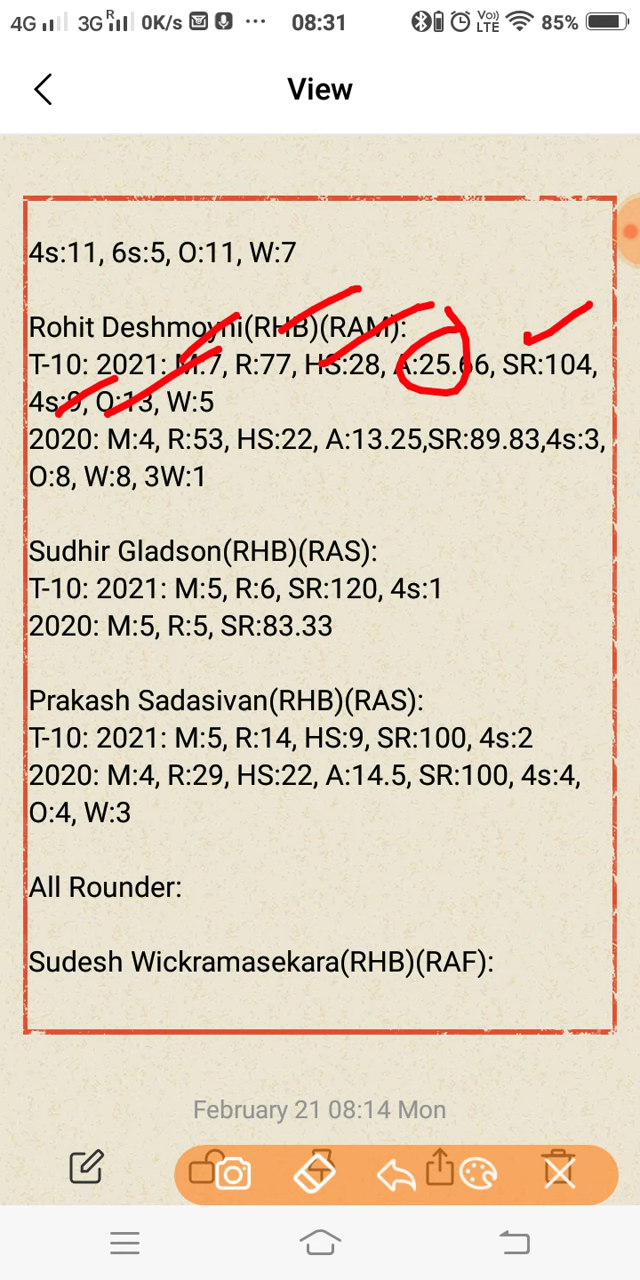 4G 3G R 0K/s ... 08:31 Vo)) LTE 85%
View
4s:11, 6s:5, O:11, W:7
Rohit Deshmoyni(RHB)(RAM):
T-10: 2021: M:7, R:77, HS:28, A:25.66, SR:104,
4s:9, O:13, W:5
2020: M:4, R:53, HS:22, A:13.25,SR:89.83,4s:3,
O:8, W:8, 3W:1
Sudhir Gladson(RHB)(RAS):
T-10: 2021: M:5, R:6, SR:120, 4s:1
2020: M:5, R:5, SR:83.33
Prakash Sadasivan(RHB)(RAS):
T-10: 2021: M:5, R:14, HS:9, SR:100, 4s:2
2020: M:4, R:29, HS:22, A:14.5, SR:100, 4s:4,
O:4, W:3
All Rounder:
Sudesh Wickramasekara(RHB)(RAF):
February 21 08:14 Mon